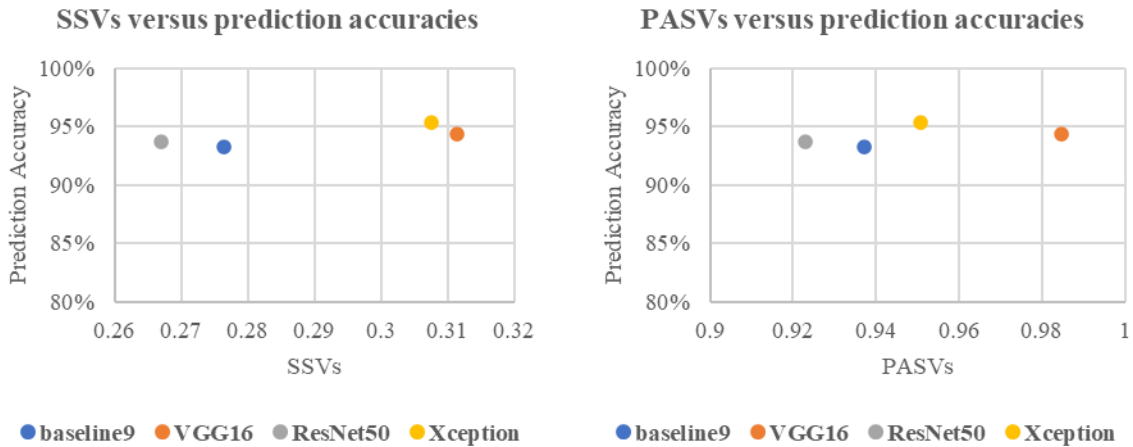 SSVs versus prediction accuracies
Prediction Accuracy
100%
95%
90%
85%
80%
0.26 0.27 0.28 0.29 0.3 0.31 0.32
SSVs
baseline9 VGG16 ResNet50 Xception
PASVs versus prediction accuracies
Prediction Accuracy
100%
95%
90%
85%
80%
0.9 0.92 0.94 0.96 0.98 1
PASVs
baseline9 VGG16 ResNet50 Xception